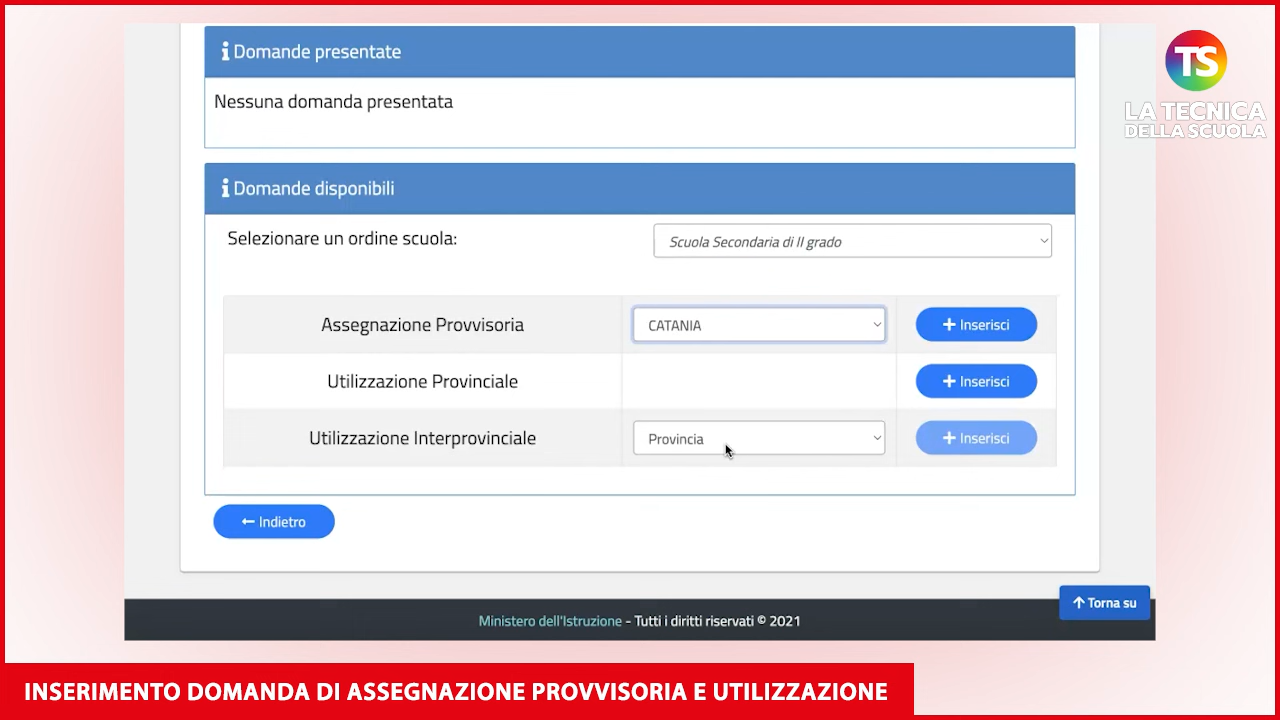 Domande presentate
Nessuna domanda presentata
TS
LA TECNICA
DELLA SCUOLA
Domande disponibili
Selezionare un ordine scuola:
Scuola Secondaria di II grado
Assegnazione Provvisoria
CATANIA
+ Inserisci
Utilizzazione Provinciale
+ Inserisci
Utilizzazione Interprovinciale
Provincia
+ Inserisci
← Indietro
↑ Torna su
Ministero dell'Istruzione - Tutti i diritti riservati © 2021
INSERIMENTO DOMANDA DI ASSEGNAZIONE PROVVISORIA E UTILIZZAZIONE